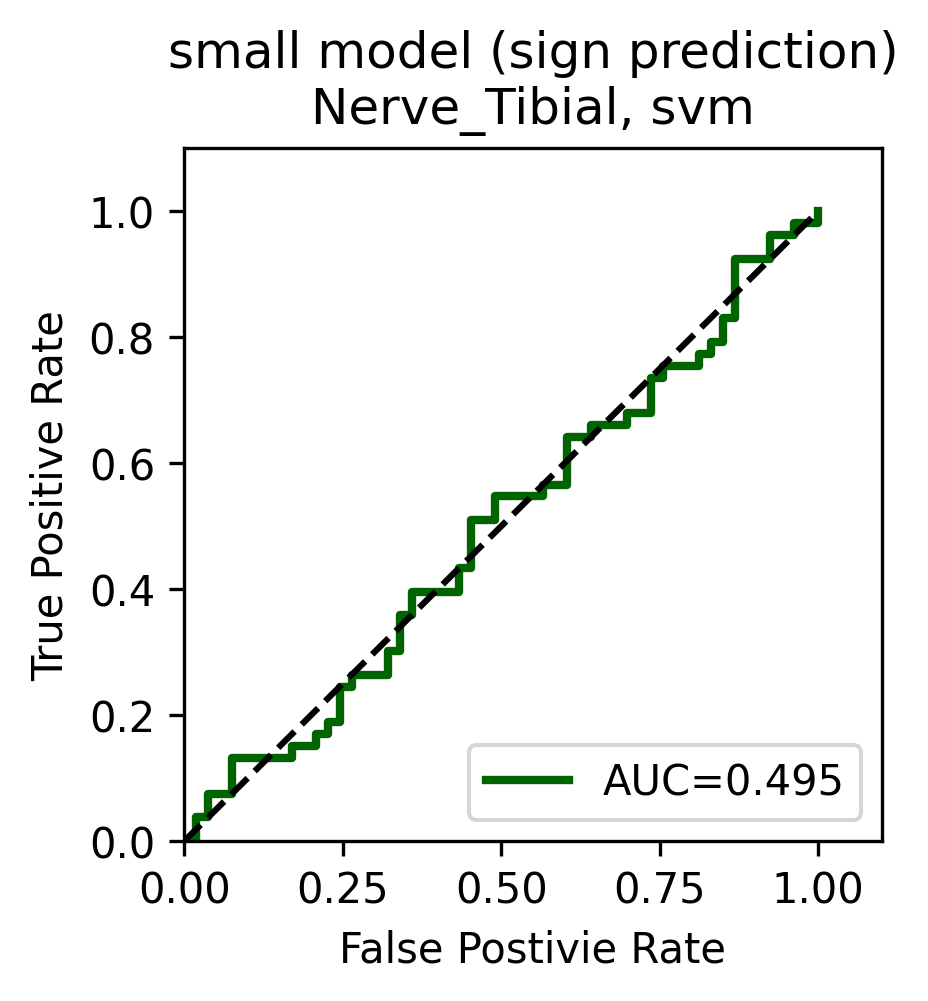 small model (sign prediction)
Nerve_Tibial, svm
True Positive Rate
1.0
0.8
0.6
0.4
0.2
0.0
AUC=0.495
0.00 0.25 0.50 0.75 1.00
False Postivie Rate